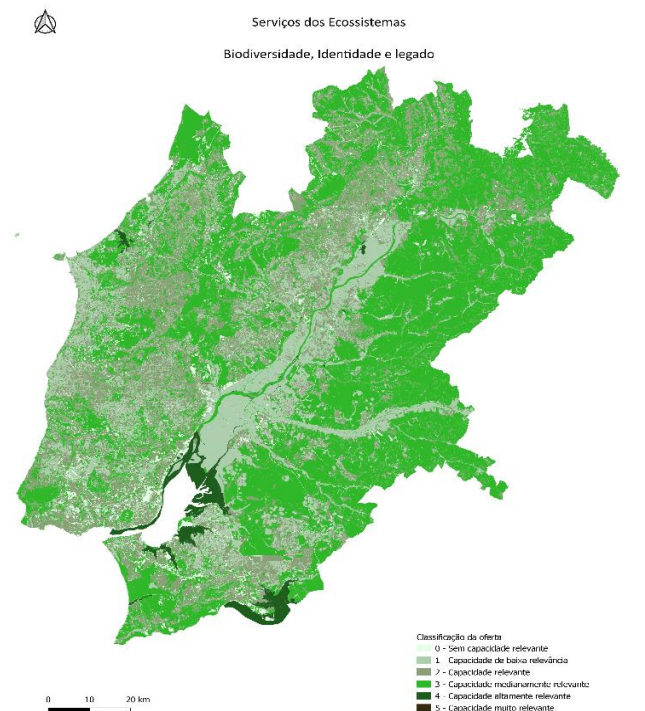 Serviços dos Ecossistemas
Biodiversidade, Identidade e legado
Classificação da oferta
0 - Sem capacidade relevante
1 - Capacidade de baixa relevância
2 - Capacidade relevante
3 - Capacidade medianamente relevante
4 - Capacidade altamente relevante
5 - Capacidade muito relevante
0 10 20 km